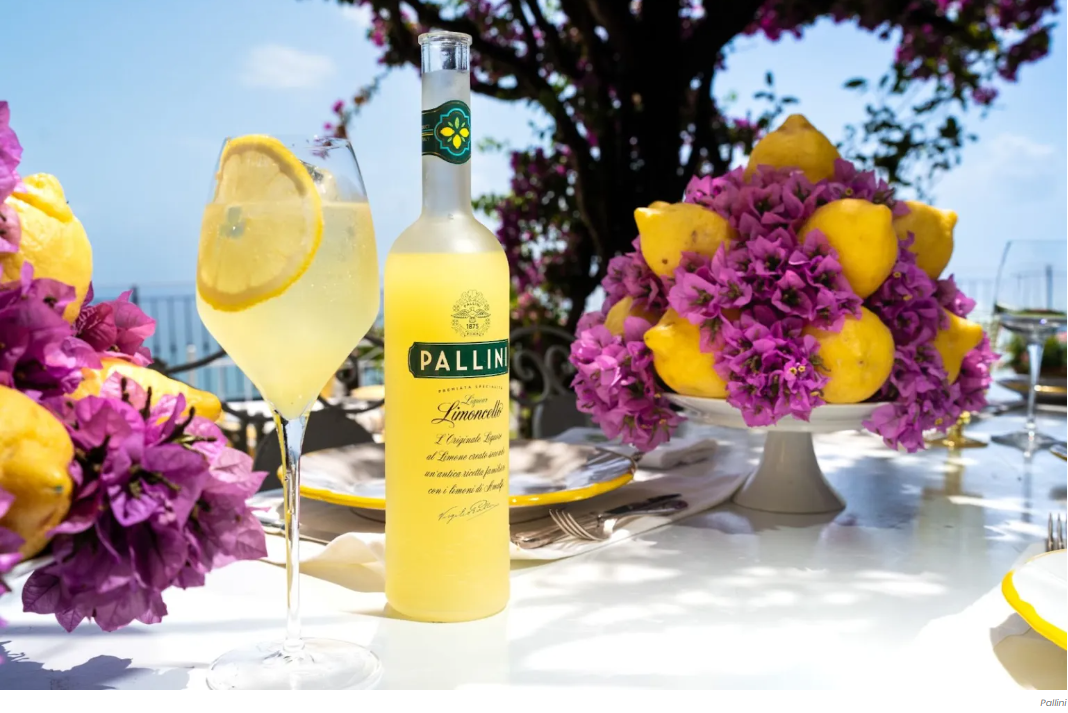 1875
PALLINI
Liquore
Limoncello
L'Originale Liquore
al Limone creato secondo
un'antica ricetta familiare
con i limoni di Amalfi
Pallini